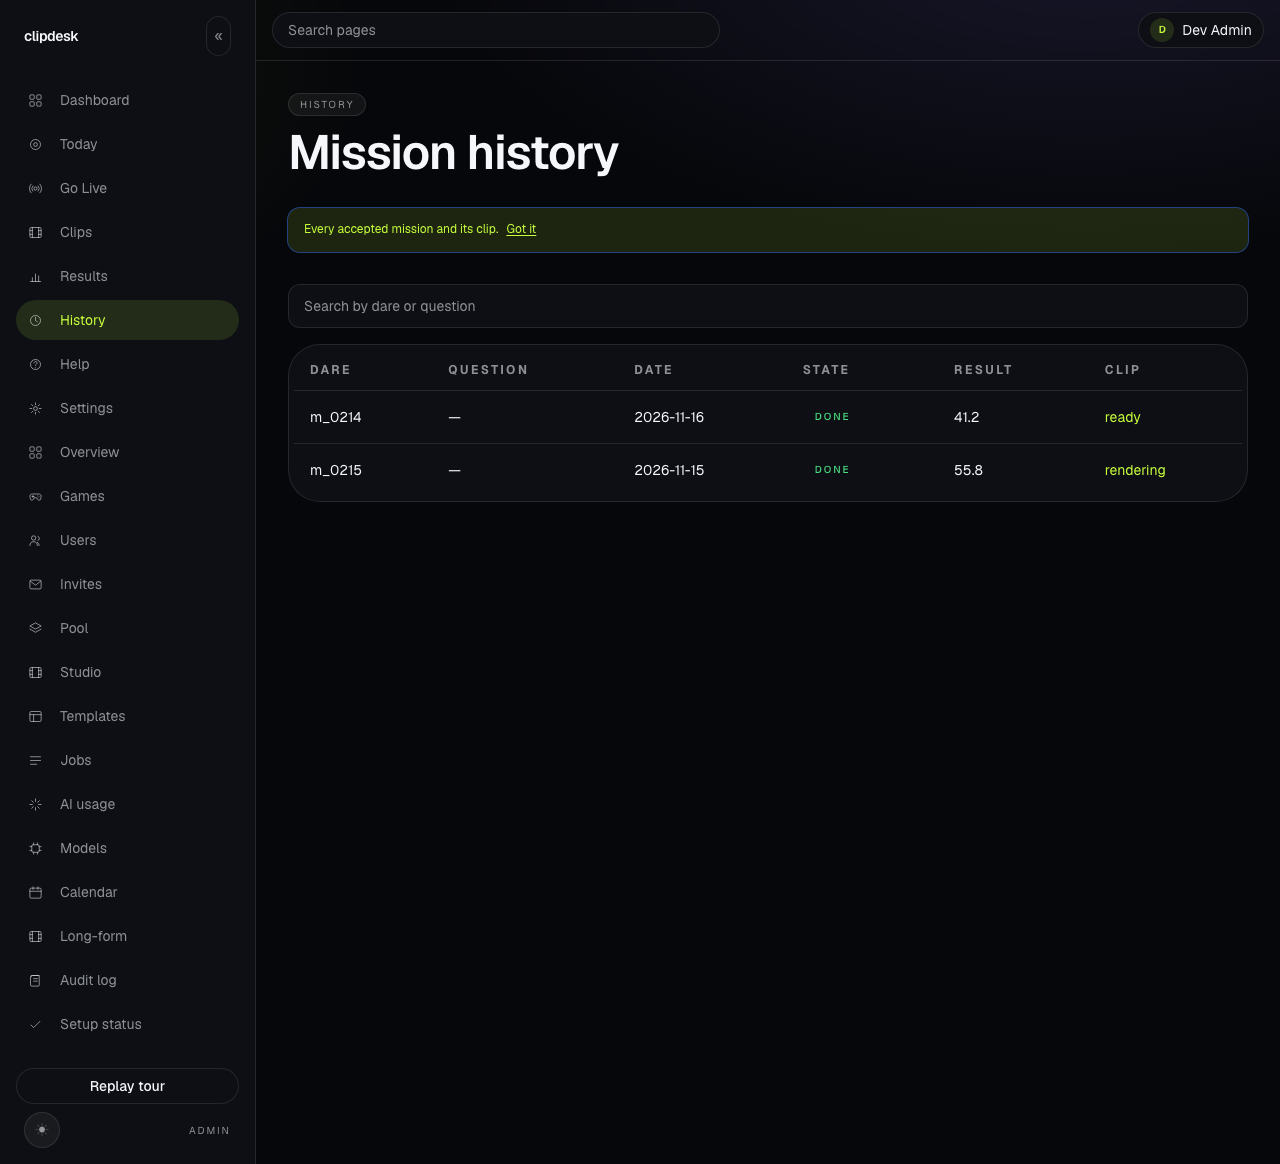 clipdesk
«
Search pages
D
Dev Admin
Dashboard
Today
Go Live
Clips
Results
History
Help
Settings
Overview
Games
Users
Invites
Pool
Studio
Templates
Jobs
AI usage
Models
Calendar
Long-form
Audit log
Setup status
Replay tour
ADMIN
HISTORY
Mission history
Every accepted mission and its clip. Got it
Search by dare or question
DARE QUESTION DATE STATE RESULT CLIP
m_0214 — 2026-11-16 DONE 41.2 ready
m_0215 — 2026-11-15 DONE 55.8 rendering